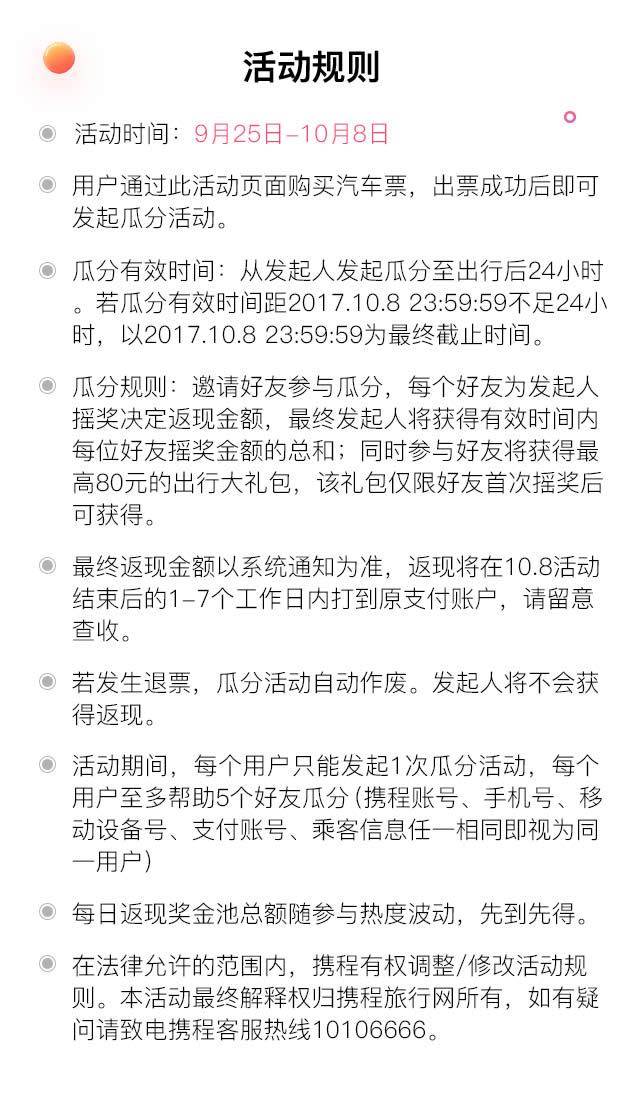 活动规则
活动时间：9月25日-10月8日
用户通过此活动页面购买汽车票，出票成功后即可
发起瓜分活动。
瓜分有效时间：从发起人发起瓜分至出行后24小时
。若瓜分有效时间距2017.10.8 23:59:59不足24小
时，以2017.10.8 23:59:59为最终截止时间。
瓜分规则：邀请好友参与瓜分，每个好友为发起人
摇奖决定返现金额，最终发起人将获得有效时间内
每位好友摇奖金额的总和；同时参与好友将获得最
高80元的出行大礼包，该礼包仅限好友首次摇奖后
可获得。
最终返现金额以系统通知为准，返现将在10.8活动
结束后的1-7个工作日内打到原支付账户，请留意
查收。
若发生退票，瓜分活动自动作废。发起人将不会获
得返现。
活动期间，每个用户只能发起1次瓜分活动，每个
用户至多帮助5个好友瓜分(携程账号、手机号、移
动设备号、支付账号、乘客信息任一相同即视为同
一用户)
每日返现奖金池总额随参与热度波动，先到先得。
在法律允许的范围内，携程有权调整/修改活动规
则。本活动最终解释权归携程旅行网所有，如有疑
问请致电携程客服热线10106666。